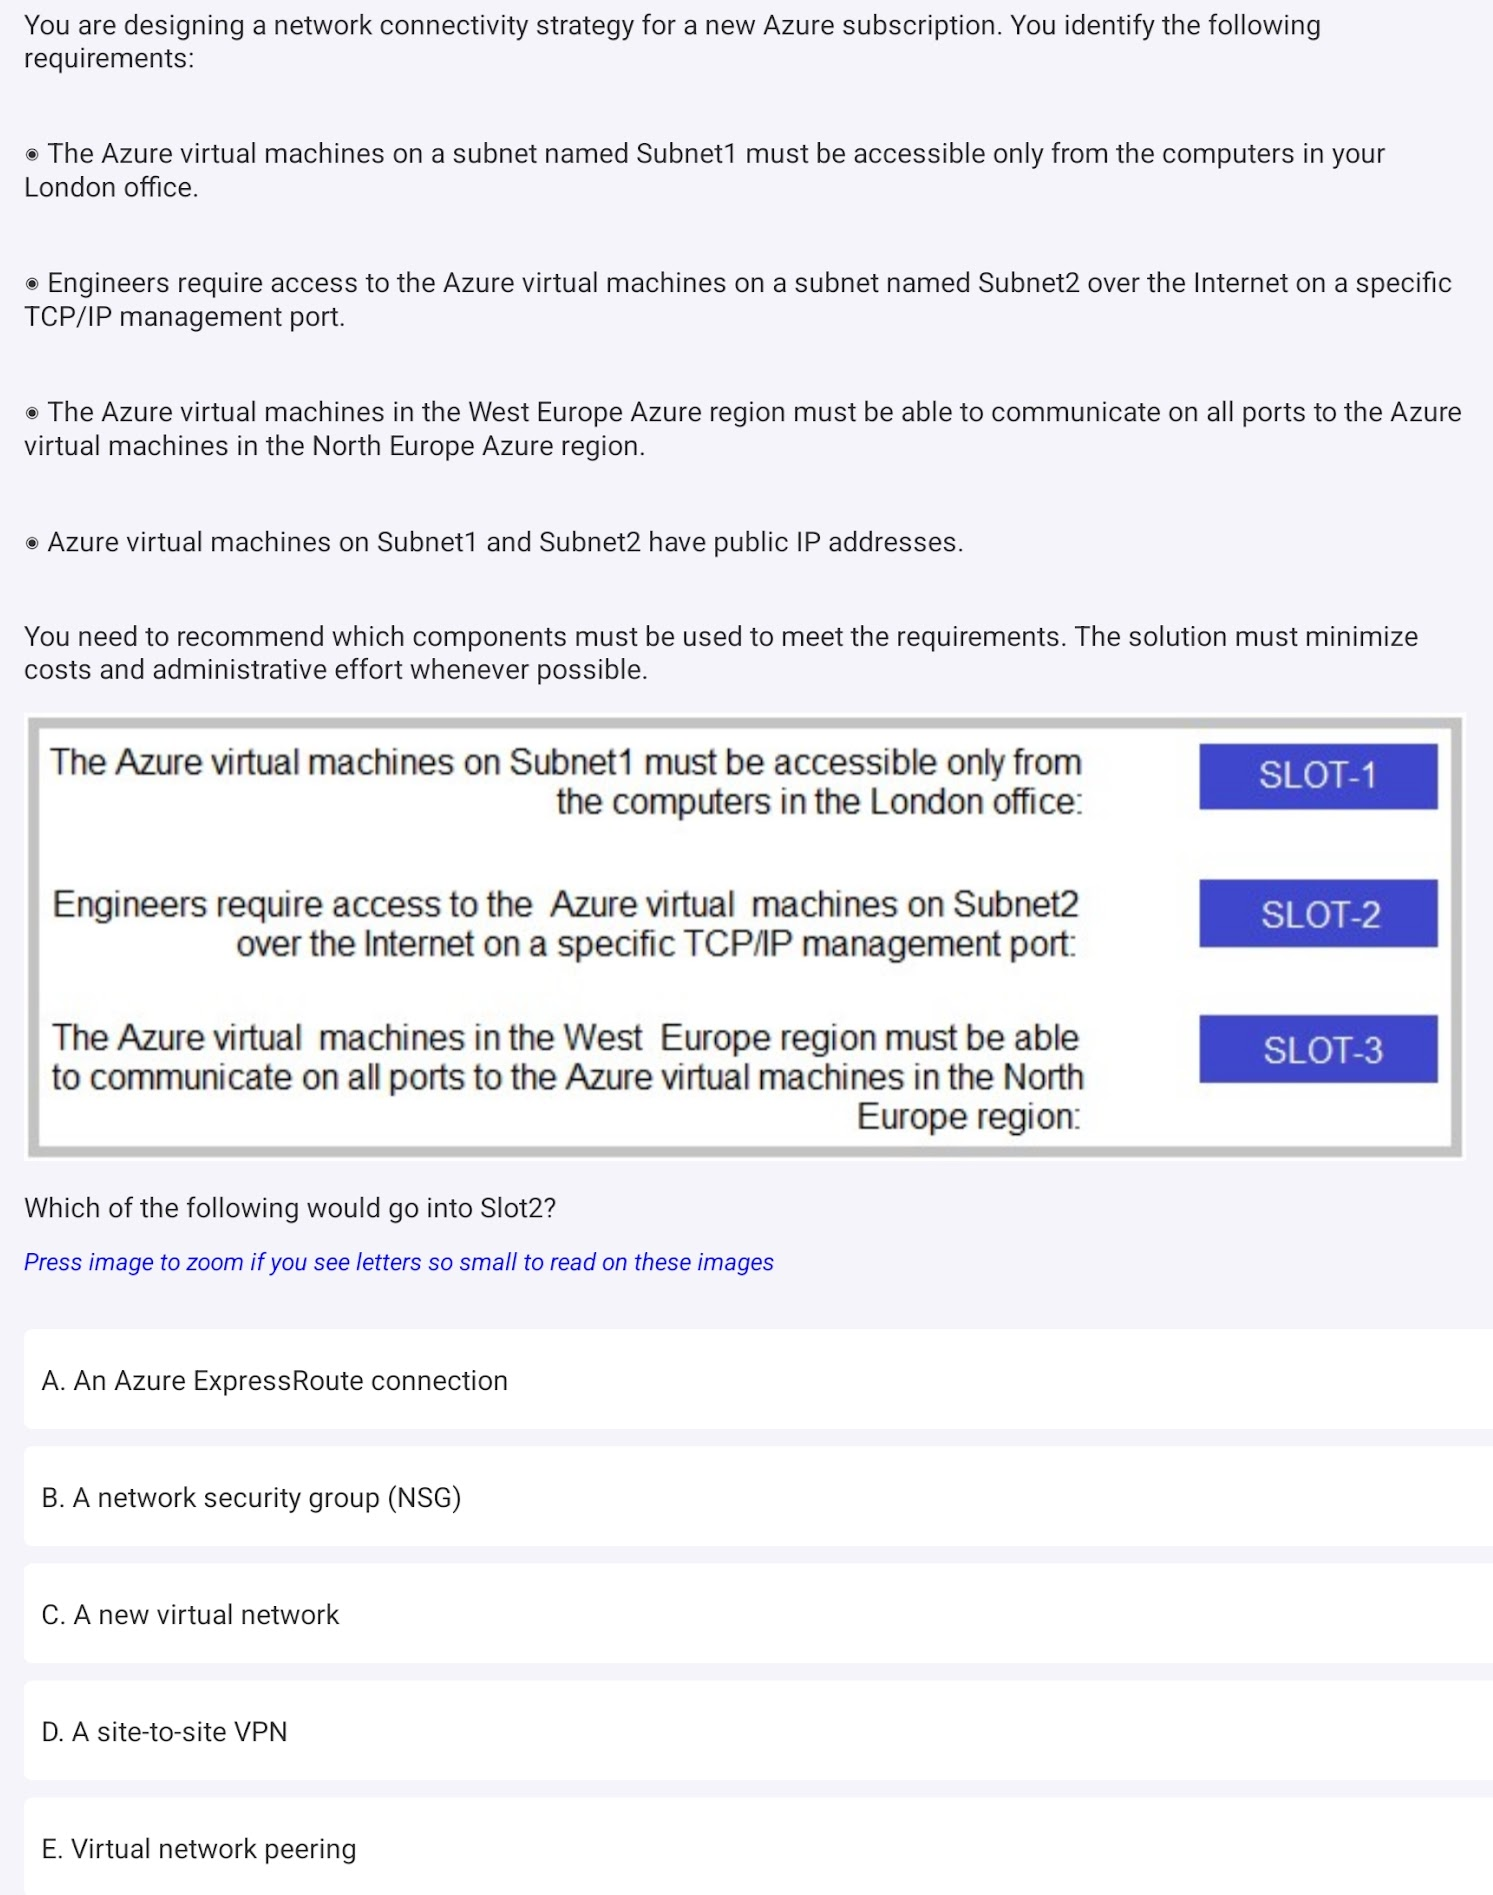 You are designing a network connectivity strategy for a new Azure subscription. You identify the following
requirements:
◉ The Azure virtual machines on a subnet named Subnet1 must be accessible only from the computers in your
London office.
◉ Engineers require access to the Azure virtual machines on a subnet named Subnet2 over the Internet on a specific
TCP/IP management port.
◉ The Azure virtual machines in the West Europe Azure region must be able to communicate on all ports to the Azure
virtual machines in the North Europe Azure region.
◉ Azure virtual machines on Subnet1 and Subnet2 have public IP addresses.
You need to recommend which components must be used to meet the requirements. The solution must minimize
costs and administrative effort whenever possible.
The Azure virtual machines on Subnet1 must be accessible only from
the computers in the London office:
SLOT-1
Engineers require access to the Azure virtual machines on Subnet2
over the Internet on a specific TCP/IP management port:
SLOT-2
The Azure virtual machines in the West Europe region must be able
to communicate on all ports to the Azure virtual machines in the North
Europe region:
SLOT-3
Which of the following would go into Slot2?
Press image to zoom if you see letters so small to read on these images
A. An Azure ExpressRoute connection
B. A network security group (NSG)
C. A new virtual network
D. A site-to-site VPN
E. Virtual network peering